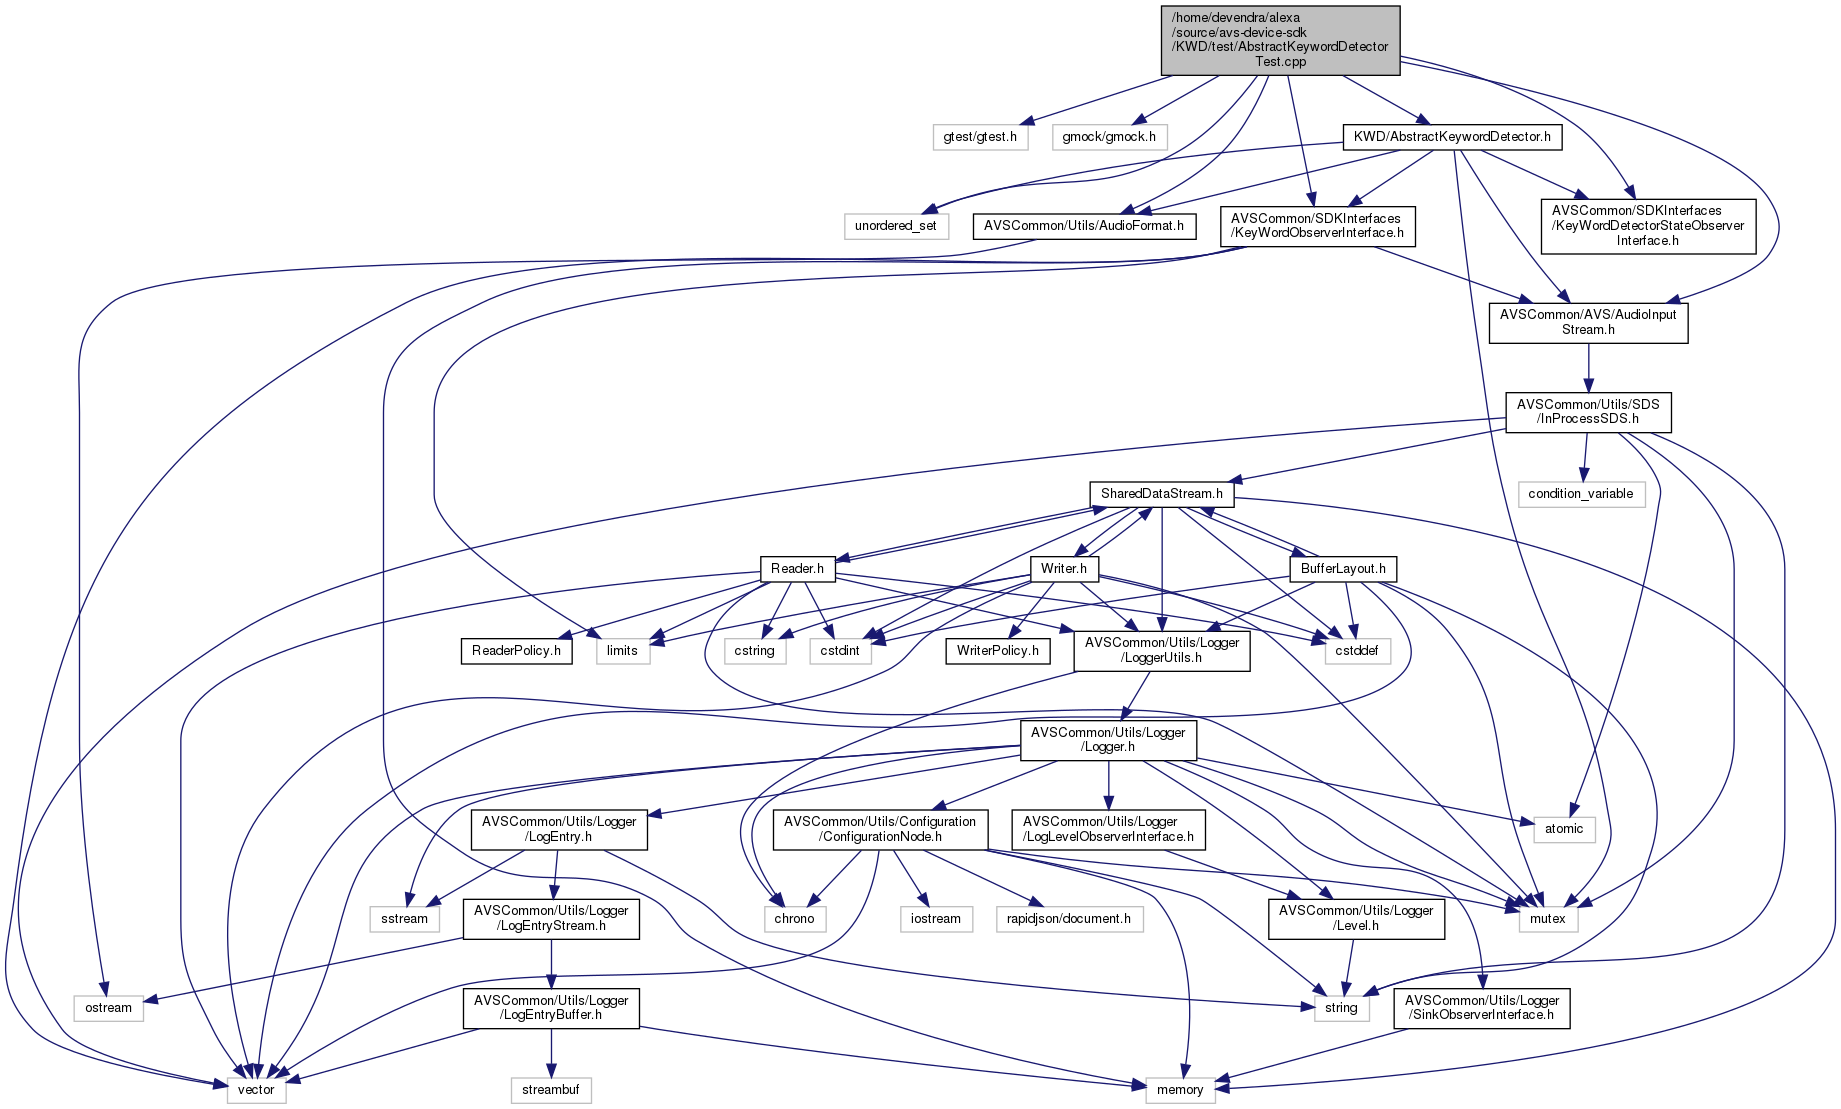 /home/devendra/alexa
/source/avs-device-sdk
/KWD/test/AbstractKeywordDetector
Test.cpp
gtest/gtest.h
gmock/gmock.h
KWD/AbstractKeywordDetector.h
unordered_set
AVSCommon/Utils/AudioFormat.h
AVSCommon/SDKInterfaces
/KeyWordObserverInterface.h
AVSCommon/SDKInterfaces
/KeyWordDetectorStateObserver
Interface.h
AVSCommon/AVS/AudioInput
Stream.h
AVSCommon/Utils/SDS
/InProcessSDS.h
SharedDataStream.h
condition_variable
Reader.h
Writer.h
BufferLayout.h
ReaderPolicy.h
limits
cstring
cstdint
WriterPolicy.h
AVSCommon/Utils/Logger
/LoggerUtils.h
cstddef
AVSCommon/Utils/Logger
/Logger.h
AVSCommon/Utils/Logger
/LogEntry.h
AVSCommon/Utils/Configuration
/ConfigurationNode.h
AVSCommon/Utils/Logger
/LogLevelObserverInterface.h
atomic
sstream
AVSCommon/Utils/Logger
/LogEntryStream.h
chrono
iostream
rapidjson/document.h
AVSCommon/Utils/Logger
/Level.h
mutex
ostream
AVSCommon/Utils/Logger
/LogEntryBuffer.h
string
AVSCommon/Utils/Logger
/SinkObserverInterface.h
vector
streambuf
memory